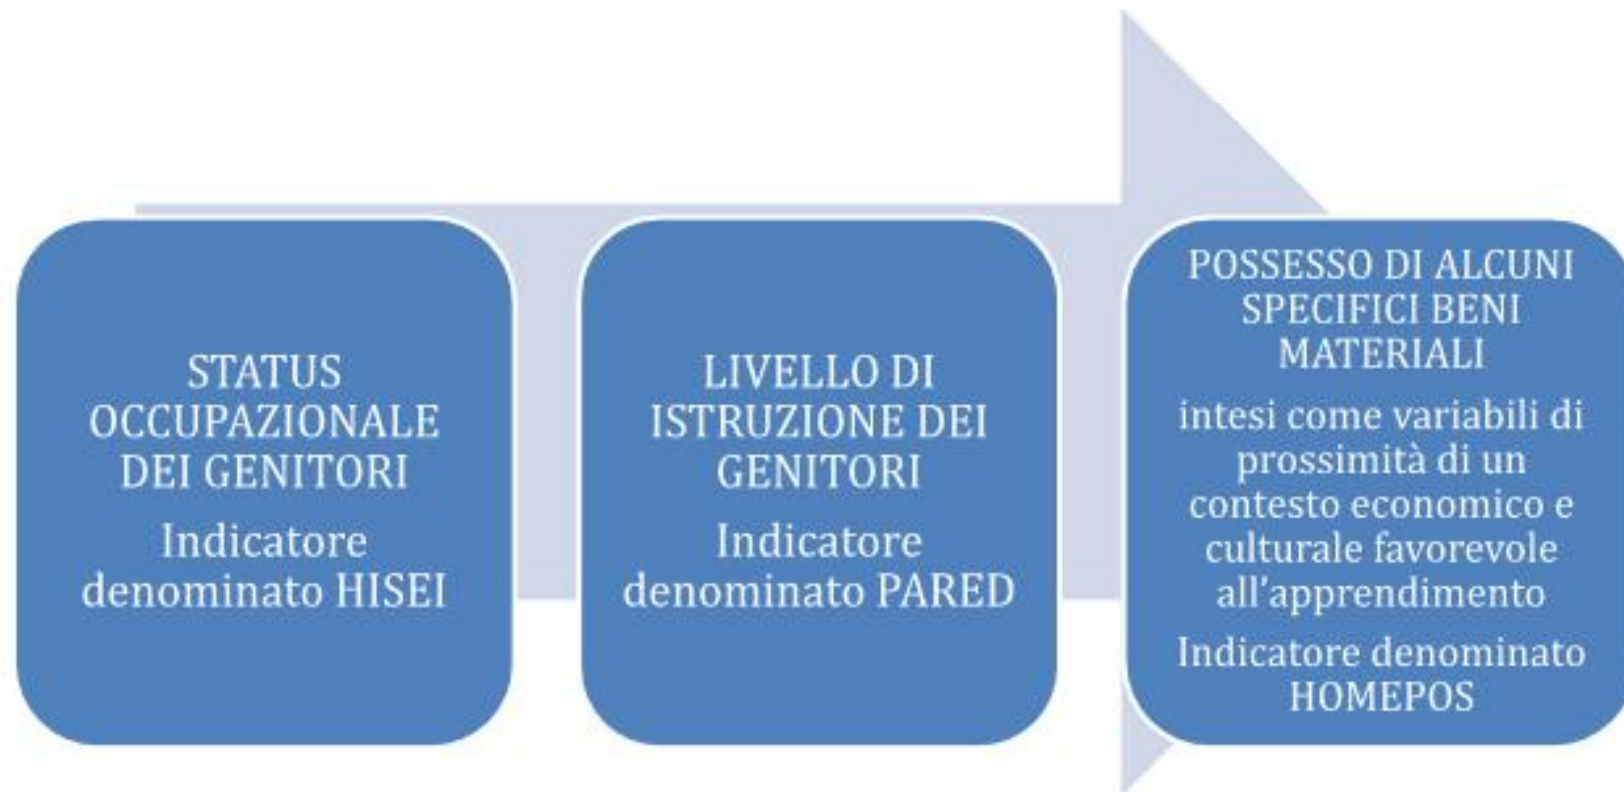 STATUS
OCCUPAZIONALE
DEI GENITORI
Indicatore
denominato HISEI
LIVELLO DI
ISTRUZIONE DEI
GENITORI
Indicatore
denominato PARED
POSSESSO DI ALCUNI
SPECIFICI BENI
MATERIALI
intesi come variabili di
prossimità di un
contesto economico e
culturale favorevole
all'apprendimento
Indicatore denominato
HOMEPOS